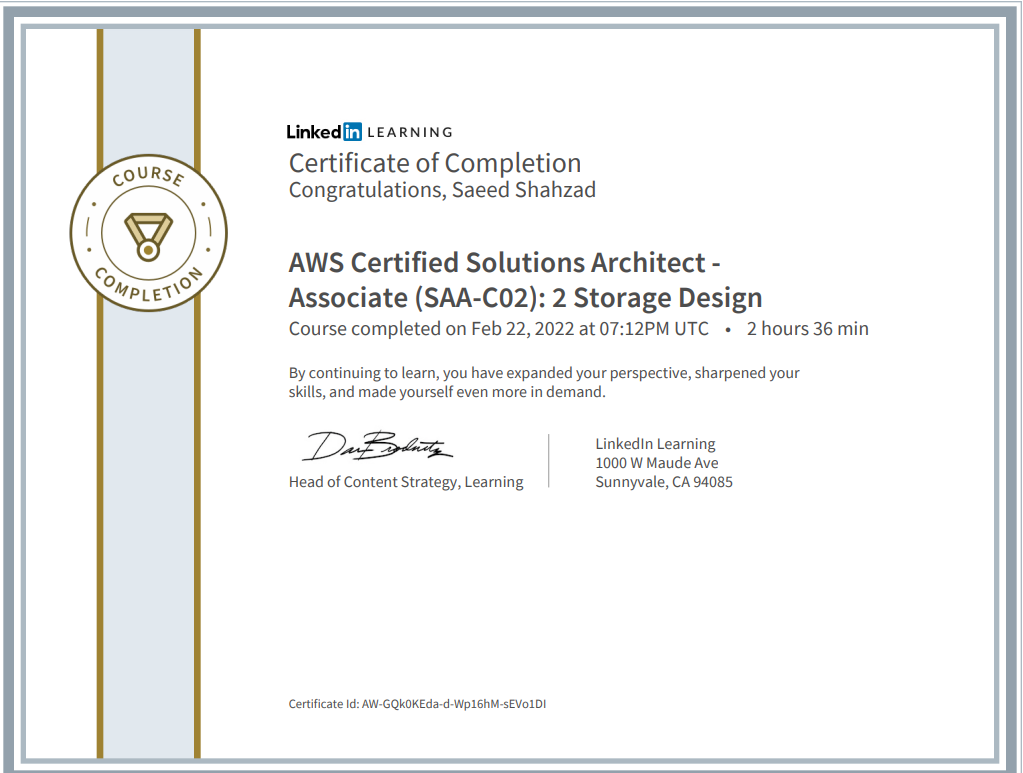 COURSE
COMPLETION
Linked in LEARNING
Certificate of Completion
Congratulations, Saeed Shahzad
AWS Certified Solutions Architect -
Associate (SAA-C02): 2 Storage Design
Course completed on Feb 22, 2022 at 07:12PM UTC • 2 hours 36 min
By continuing to learn, you have expanded your perspective, sharpened your
skills, and made yourself even more in demand.
Head of Content Strategy, Learning
LinkedIn Learning
1000 W Maude Ave
Sunnyvale, CA 94085
Certificate Id: AW-GQk0KEda-d-Wp16hM-sEVo1DI